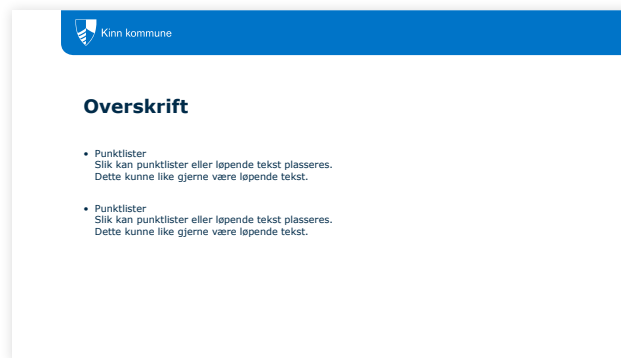 Kinn kommune
Overskrift
• Punktlister
Slik kan punktlister eller løpende tekst plasseres.
Dette kunne like gjerne være løpende tekst.
• Punktlister
Slik kan punktlister eller løpende tekst plasseres.
Dette kunne like gjerne være løpende tekst.